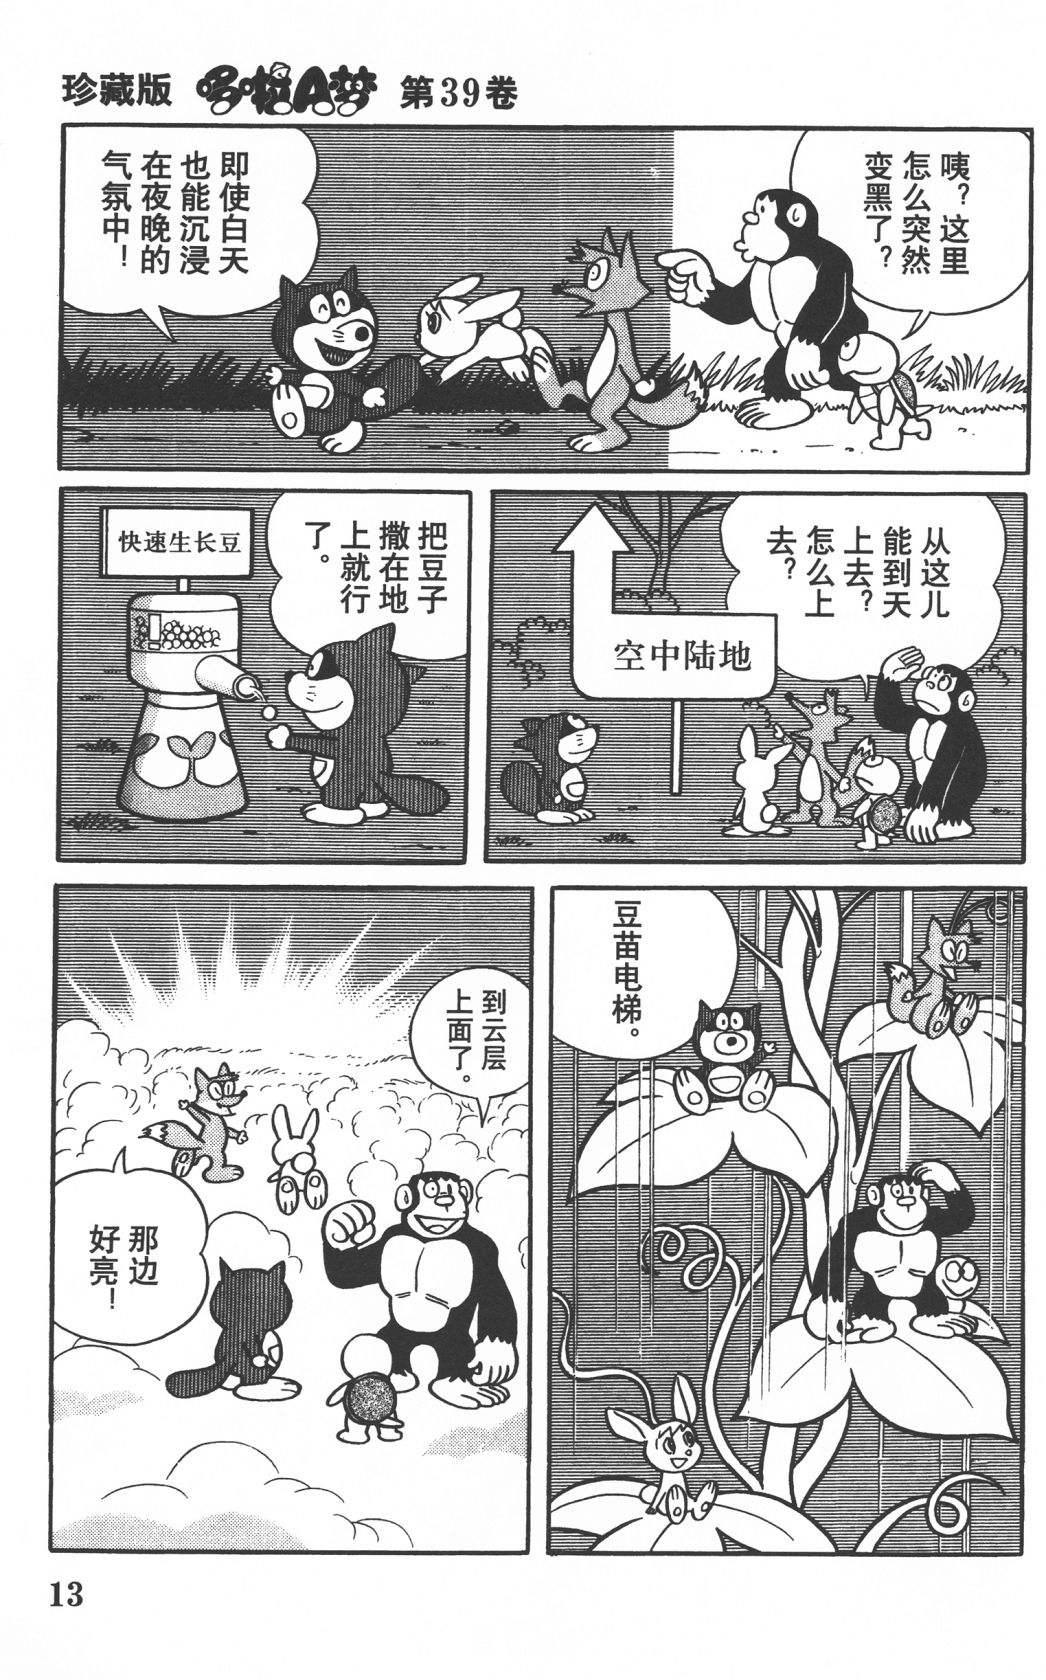 珍藏版 哆啦A梦 第39卷
咦？这里
怎么突然
变黑了？
即使白天
也能沉浸
在夜晚的
气氛中！
快速生长豆
把豆子
撒在地
上就行
了。
从这儿
能到天
上去？
怎么上
去？
空中陆地
豆苗电梯。
到云层
上面了。
那边
好亮！
13